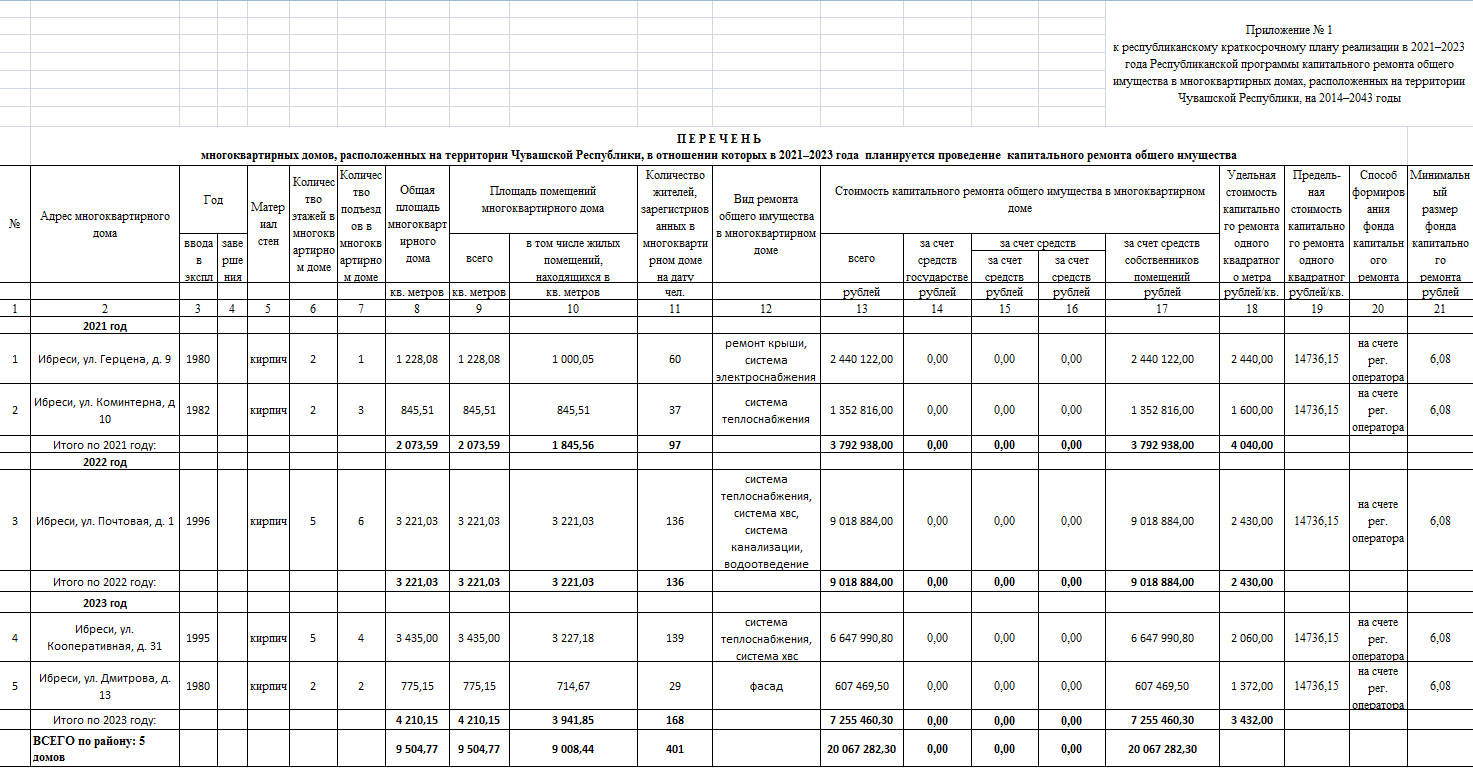 Приложение № 1
к республиканскому краткосрочному плану реализации в 2021–2023
года Республиканской программы капитального ремонта общего
имущества в многоквартирных домах, расположенных на территории
Чувашской Республики, на 2014–2043 годы
П Е Р Е Ч Е Н Ь
многоквартирных домов, расположенных на территории Чувашской Республики, в отношении которых в 2021–2023 года планируется проведение капитального ремонта общего имущества
№
Адрес многоквартирного
дома
Год
ввода
в
экспл
заве
рше
ния
Матер
иал
стен
Количес
тво
этажей в
многокв
артирно
м доме
Количес
тво
подъезд
ов в
многокв
артирно
м доме
Общая
площадь
многокварт
ирного
дома
Площадь помещений
многоквартирного дома
всего
в том числе жилых
помещений,
находящихся в
Количество
жителей,
зарегистриов
анных в
многокварти
рном доме
на дату
Вид ремонта
общего имущества
в многоквартирном
доме
Стоимость капитального ремонта общего имущества в многоквартирном
доме
всего
за счет
средств
государстве
за счет средств
за счет
средств
за счет
средств
за счет средств
собственников
помещений
Удельная
стоимость
капитально
го ремонта
одного
квадратног
о метра
Предель-
ная
стоимость
капитально
го ремонта
одного
квадратног
Способ
формиров
ания
фонда
капитальн
ого
ремонта
Минимальн
ый
размер
фонда
капитально
го
ремонта
кв. метров кв. метров кв. метров чел. рублей рублей рублей рублей рублей рублей/кв. рублей/кв. рублей
1 2 3 4 5 6 7 8 9 10 11 12 13 14 15 16 17 18 19 20 21
2021 год
1 Ибреси, ул. Герцена, д. 9 1980 кирпич 2 1 1 228,08 1 228,08 1 000,05 60
ремонт крыши,
система
электроснабжения
2 440 122,00 0,00 0,00 0,00 2 440 122,00 2 440,00 14736,15
на счете
рег.
оператора
6,08
2
Ибреси, ул. Коминтерна, д
10
1982 кирпич 2 3 845,51 845,51 845,51 37
система
теплоснабжения
1 352 816,00 0,00 0,00 0,00 1 352 816,00 1 600,00 14736,15
на счете
рег.
оператора
6,08
Итого по 2021 году: 2 073,59 2 073,59 1 845,56 97 3 792 938,00 0,00 0,00 0,00 3 792 938,00 4 040,00
2022 год
3 Ибреси, ул. Почтовая, д. 1 1996 кирпич 5 6 3 221,03 3 221,03 3 221,03 136
система
теплоснабжения,
система хвс,
система
канализации,
водоотведение
9 018 884,00 0,00 0,00 0,00 9 018 884,00 2 430,00 14736,15
на счете
рег.
оператора
6,08
Итого по 2022 году: 3 221,03 3 221,03 3 221,03 136 9 018 884,00 0,00 0,00 0,00 9 018 884,00 2 430,00
2023 год
4
Ибреси, ул.
Кооперативная, д. 31
1995 кирпич 5 4 3 435,00 3 435,00 3 227,18 139
система
теплоснабжения,
система хвс
6 647 990,80 0,00 0,00 0,00 6 647 990,80 2 060,00 14736,15
на счете
рег.
оператора
6,08
5
Ибреси, ул. Дмитрова, д.
13
1980 кирпич 2 2 775,15 775,15 714,67 29 фасад 607 469,50 0,00 0,00 0,00 607 469,50 1 372,00 14736,15
на счете
рег.
оператора
6,08
Итого по 2023 году: 4 210,15 4 210,15 3 941,85 168 7 255 460,30 0,00 0,00 0,00 7 255 460,30 3 432,00
ВСЕГО по району: 5
домов
9 504,77 9 504,77 9 008,44 401 20 067 282,30 0,00 0,00 0,00 20 067 282,30